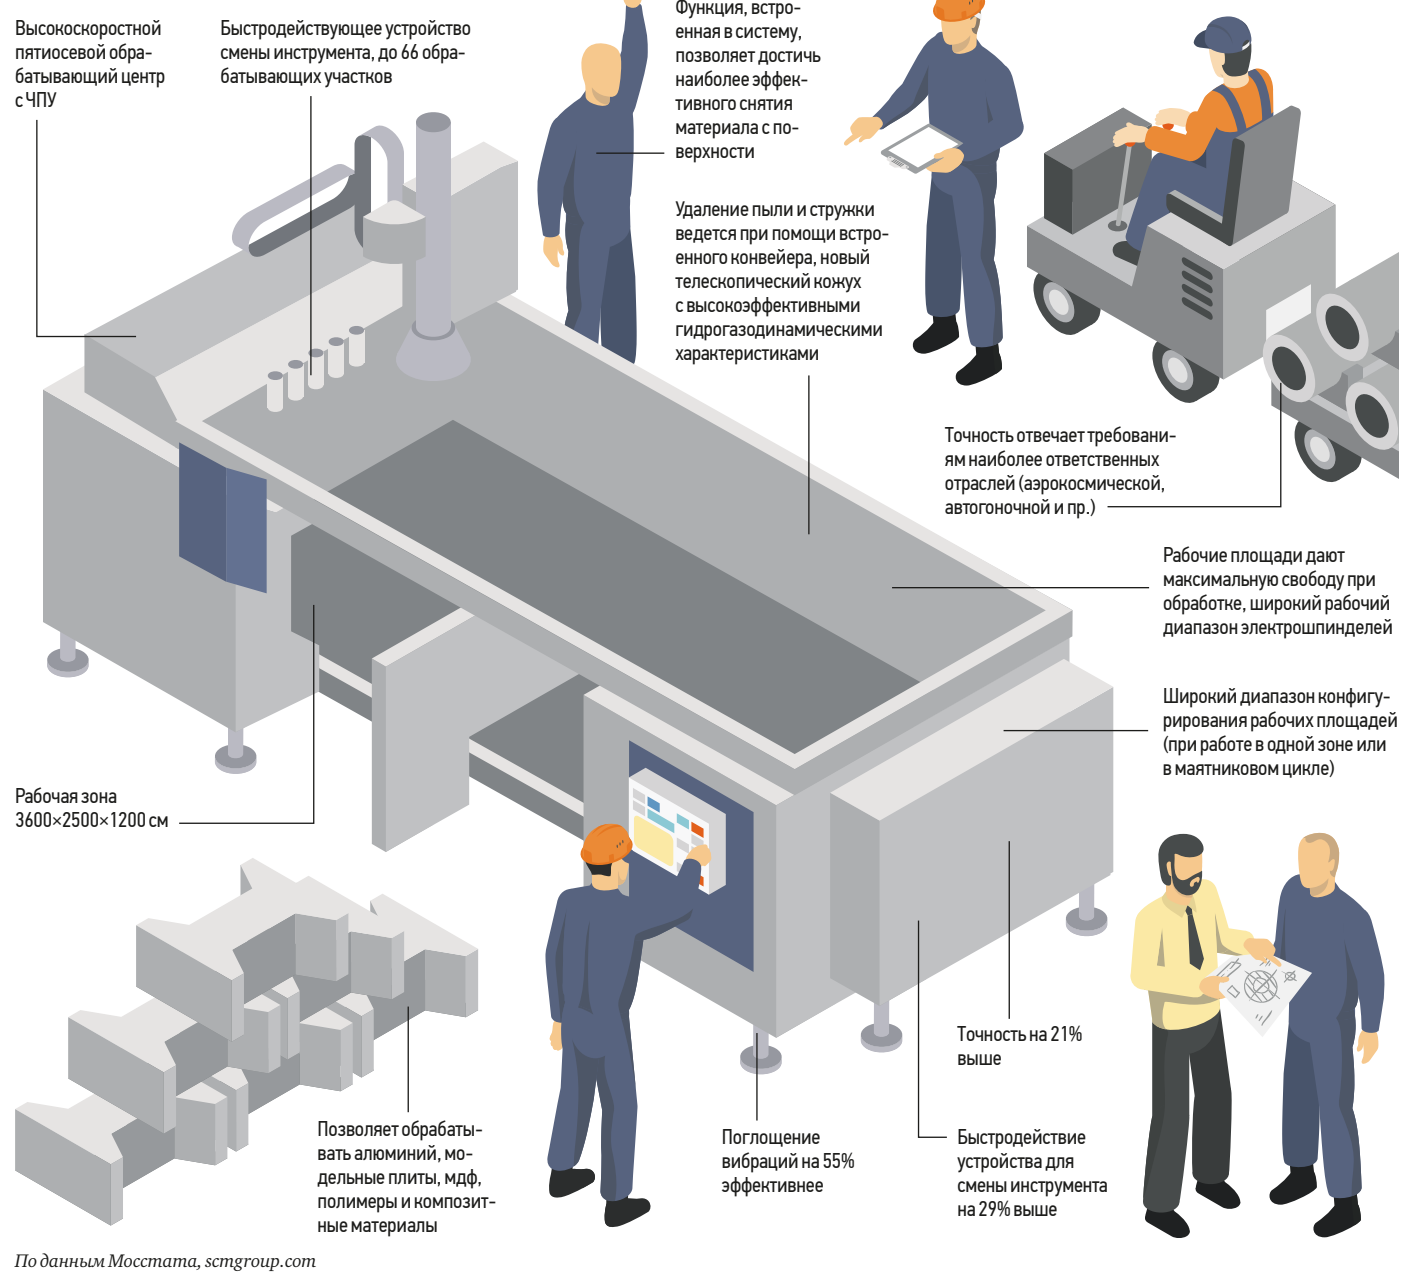 Высокоскоростной
пятиосевой обра-
батывающий центр
с ЧПУ
Быстродействующее устройство
смены инструмента, до 66 обра-
батывающих участков
Функция, встро-
енная в систему,
позволяет достичь
наиболее эффек-
тивного снятия
материала с по-
верхности
Удаление пыли и стружки
ведется при помощи встро-
енного конвейера, новый
телескопический кожух
с высокоэффективными
гидрогазодинамическими
характеристиками
Точность отвечает требовани-
ям наиболее ответственных
отраслей (аэрокосмической,
автогоночной и пр.)
Рабочие площади дают
максимальную свободу при
обработке, широкий рабочий
диапазон электрошпинделей
Широкий диапазон конфигу-
рирования рабочих площадей
(при работе в одной зоне или
в маятниковом цикле)
Рабочая зона
3600×2500×1200 см
Точность на 21%
выше
Позволяет обрабаты-
вать алюминий, мо-
дельные плиты, мдф,
полимеры и композит-
ные материалы
Поглощение
вибраций на 55%
эффективнее
Быстродействие
устройства для
смены инструмента
на 29% выше
По данным Мосстата, scmgroup.com